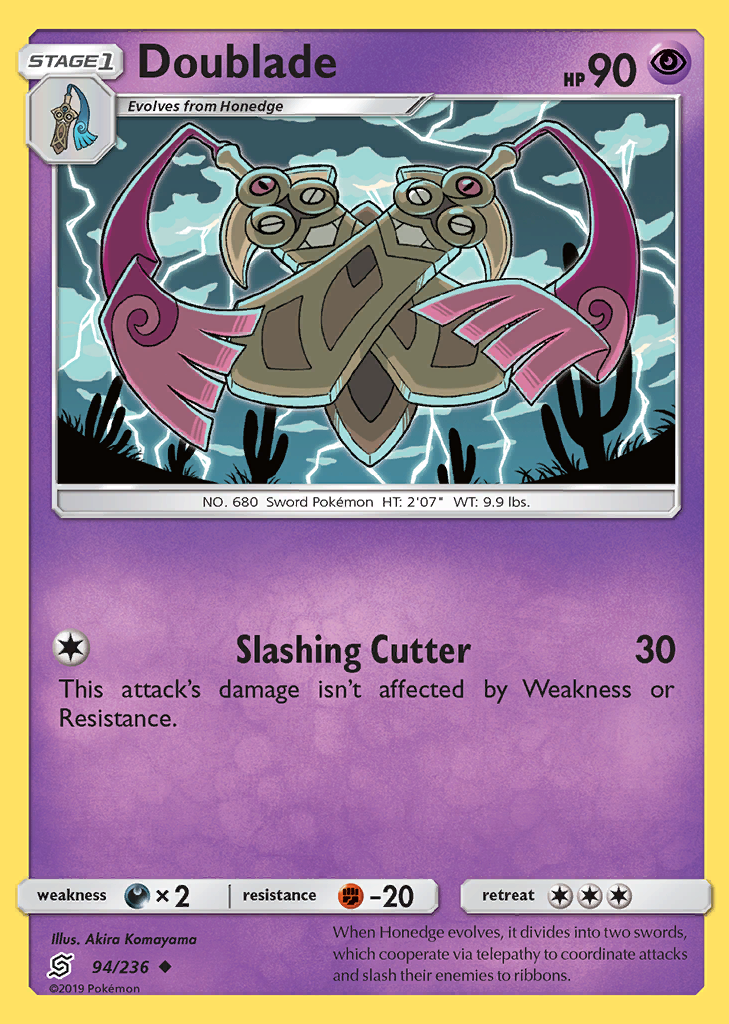 STAGE1 Doublade HP 90
Evolves from Honedge
NO. 680 Sword Pokémon HT: 2'07" WT: 9.9 lbs.
Slashing Cutter 30
This attack's damage isn't affected by Weakness or
Resistance.
weakness × 2 resistance -20 retreat
Illus. Akira Komayama
94/236
©2019 Pokémon
When Honedge evolves, it divides into two swords,
which cooperate via telepathy to coordinate attacks
and slash their enemies to ribbons.